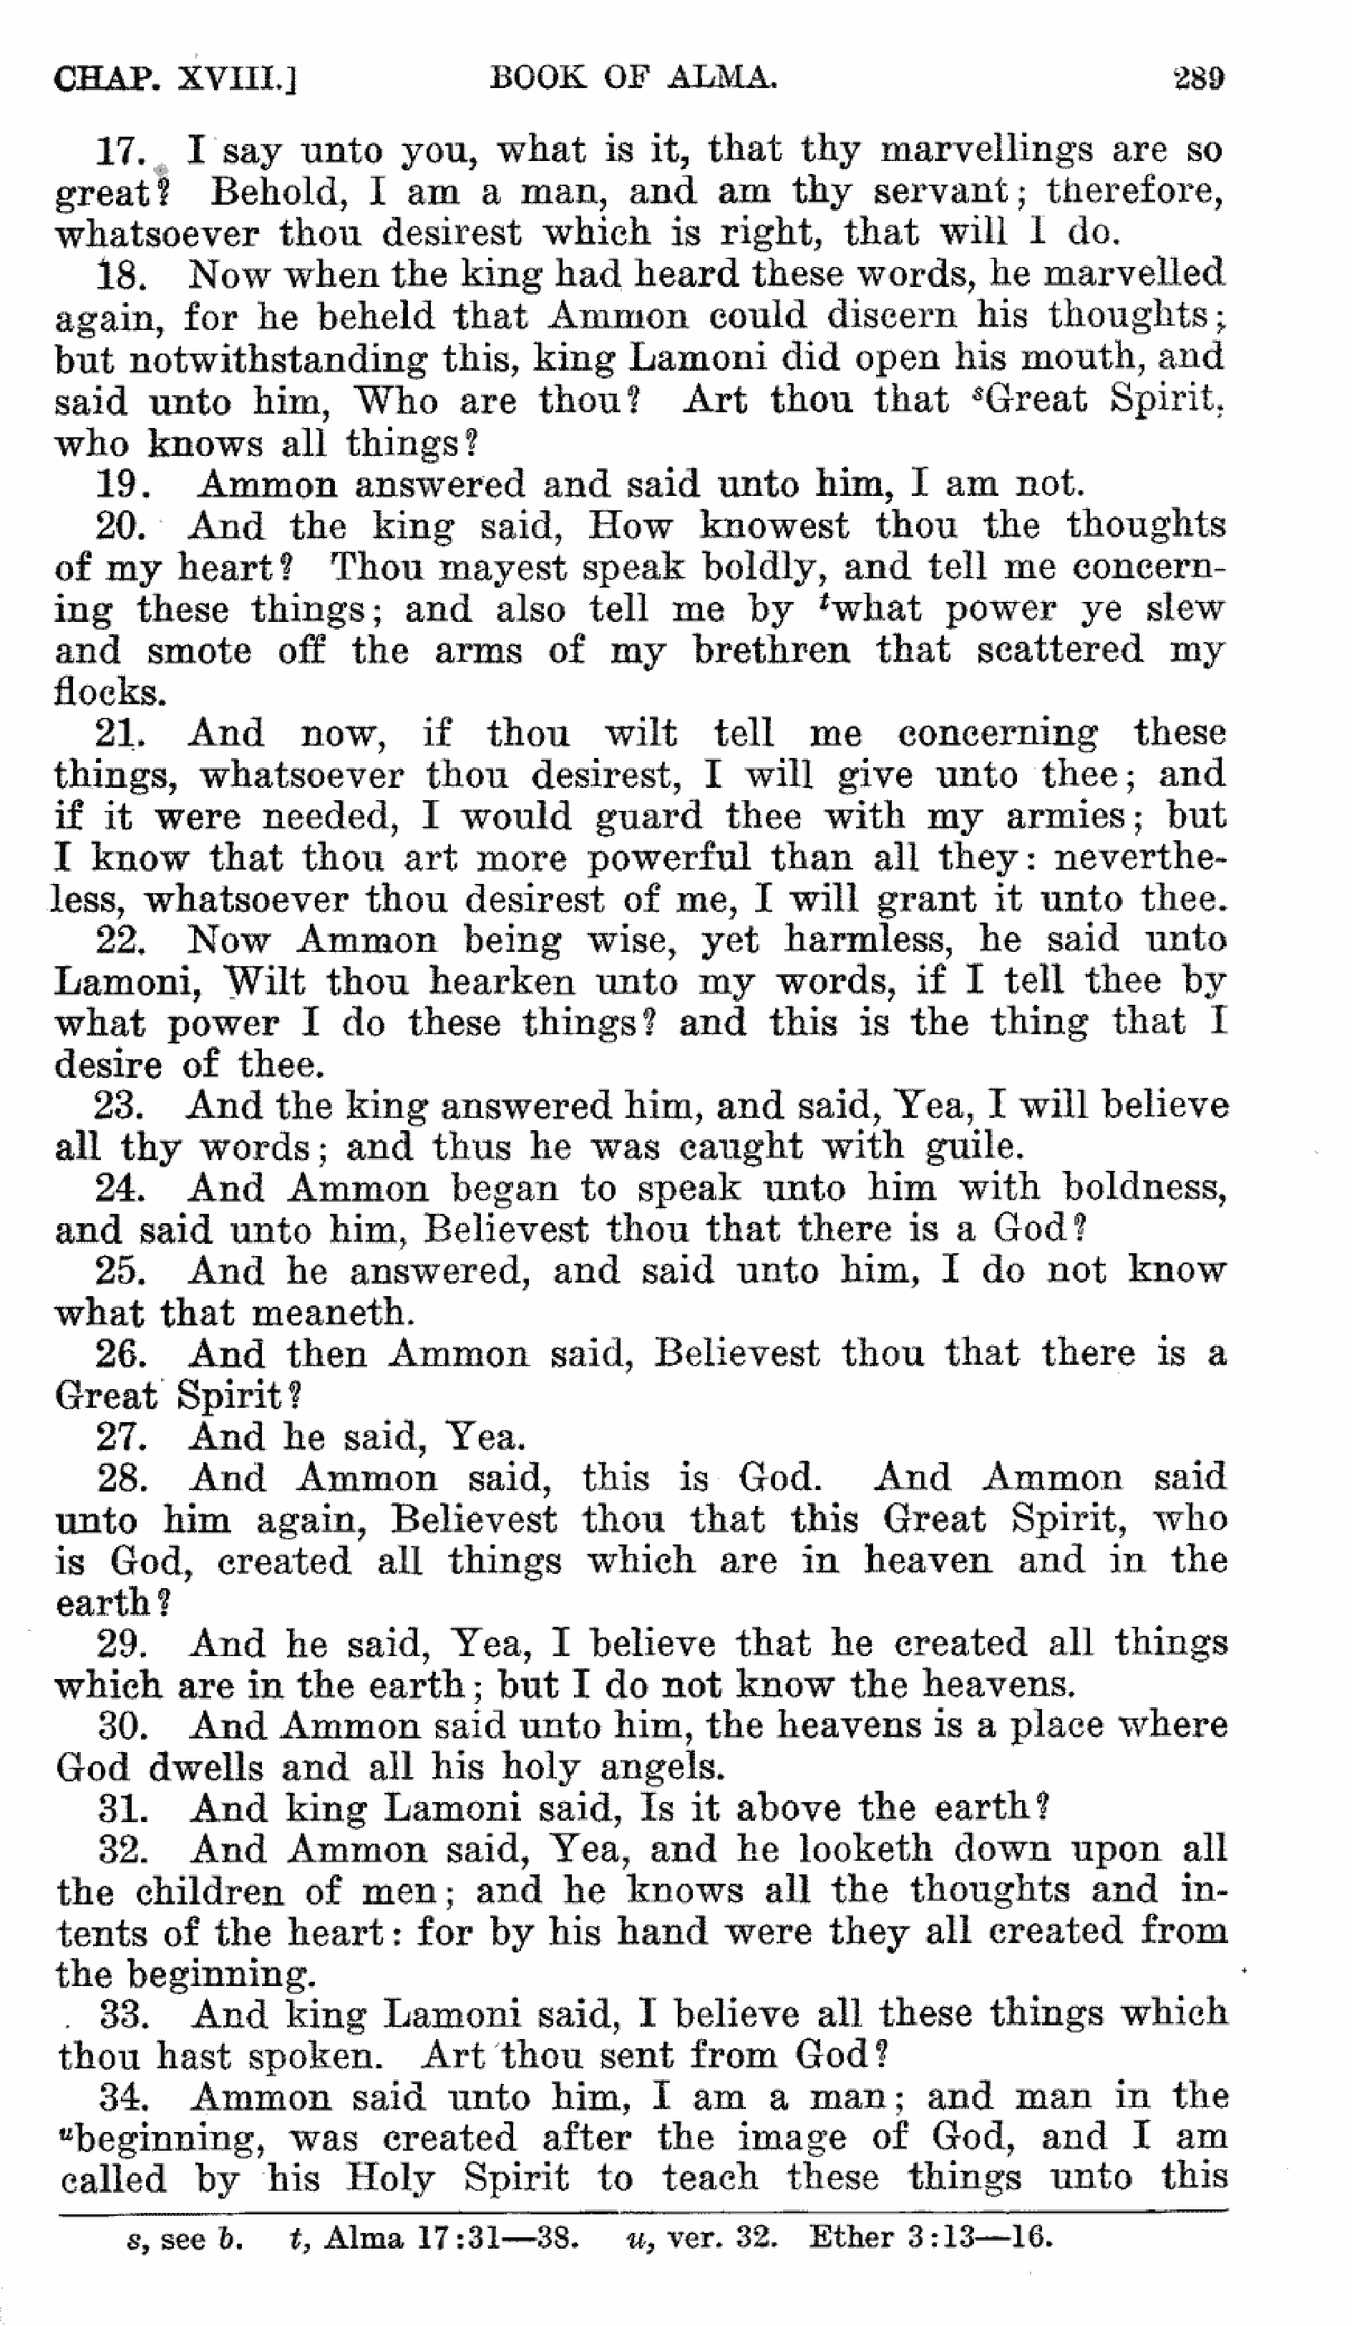 CHAP. XVIII.] BOOK OF ALMA. 289
17. I say unto you, what is it, that thy marvellings are so
great? Behold, I am a man, and am thy servant; therefore,
whatsoever thou desirest which is right, that will I do.
18. Now when the king had heard these words, he marvelled
again, for he beheld that Ammon could discern his thoughts;
but notwithstanding this, king Lamoni did open his mouth, and
said unto him, Who are thou? Art thou that sGreat Spirit,
who knows all things?
19. Ammon answered and said unto him, I am not.
20. And the king said, How knowest thou the thoughts
of my heart? Thou mayest speak boldly, and tell me concern-
ing these things; and also tell me by twhat power ye slew
and smote off the arms of my brethren that scattered my
flocks.
21. And now, if thou wilt tell me concerning these
things, whatsoever thou desirest, I will give unto thee; and
if it were needed, I would guard thee with my armies; but
I know that thou art more powerful than all they: neverthe-
less, whatsoever thou desirest of me, I will grant it unto thee.
22. Now Ammon being wise, yet harmless, he said unto
Lamoni, Wilt thou hearken unto my words, if I tell thee by
what power I do these things? and this is the thing that I
desire of thee.
23. And the king answered him, and said, Yea, I will believe
all thy words; and thus he was caught with guile.
24. And Ammon began to speak unto him with boldness,
and said unto him, Believest thou that there is a God?
25. And he answered, and said unto him, I do not know
what that meaneth.
26. And then Ammon said, Believest thou that there is a
Great Spirit?
27. And he said, Yea.
28. And Ammon said, this is God. And Ammon said
unto him again, Believest thou that this Great Spirit, who
is God, created all things which are in heaven and in the
earth?
29. And he said, Yea, I believe that he created all things
which are in the earth; but I do not know the heavens.
30. And Ammon said unto him, the heavens is a place where
God dwells and all his holy angels.
31. And king Lamoni said, Is it above the earth?
32. And Ammon said, Yea, and he looketh down upon all
the children of men; and he knows all the thoughts and in-
tents of the heart: for by his hand were they all created from
the beginning.
33. And king Lamoni said, I believe all these things which
thou hast spoken. Art thou sent from God?
34. Ammon said unto him, I am a man; and man in the
ubeginning, was created after the image of God, and I am
called by his Holy Spirit to teach these things unto this
s, see b. t, Alma 17:31—38. u, ver. 32. Ether 3:13—16.